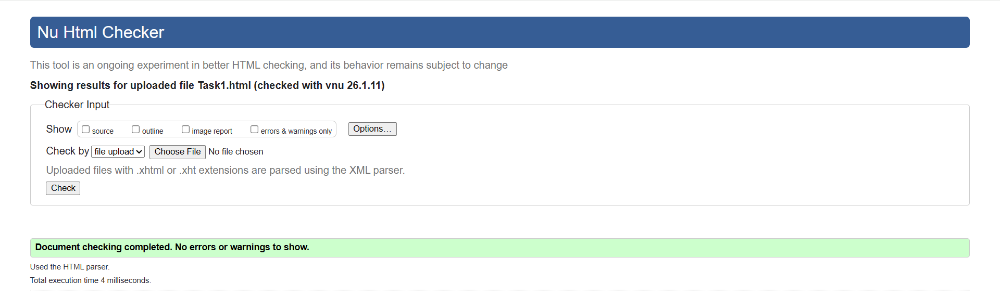 Nu Html Checker
This tool is an ongoing experiment in better HTML checking, and its behavior remains subject to change
Showing results for uploaded file Task1.html (checked with vnu 26.1.11)
Checker Input
Show source outline image report errors & warnings only Options…
Check by file upload Choose File No file chosen
Uploaded files with .xhtml or .xht extensions are parsed using the XML parser.
Check
Document checking completed. No errors or warnings to show.
Used the HTML parser.
Total execution time 4 milliseconds.